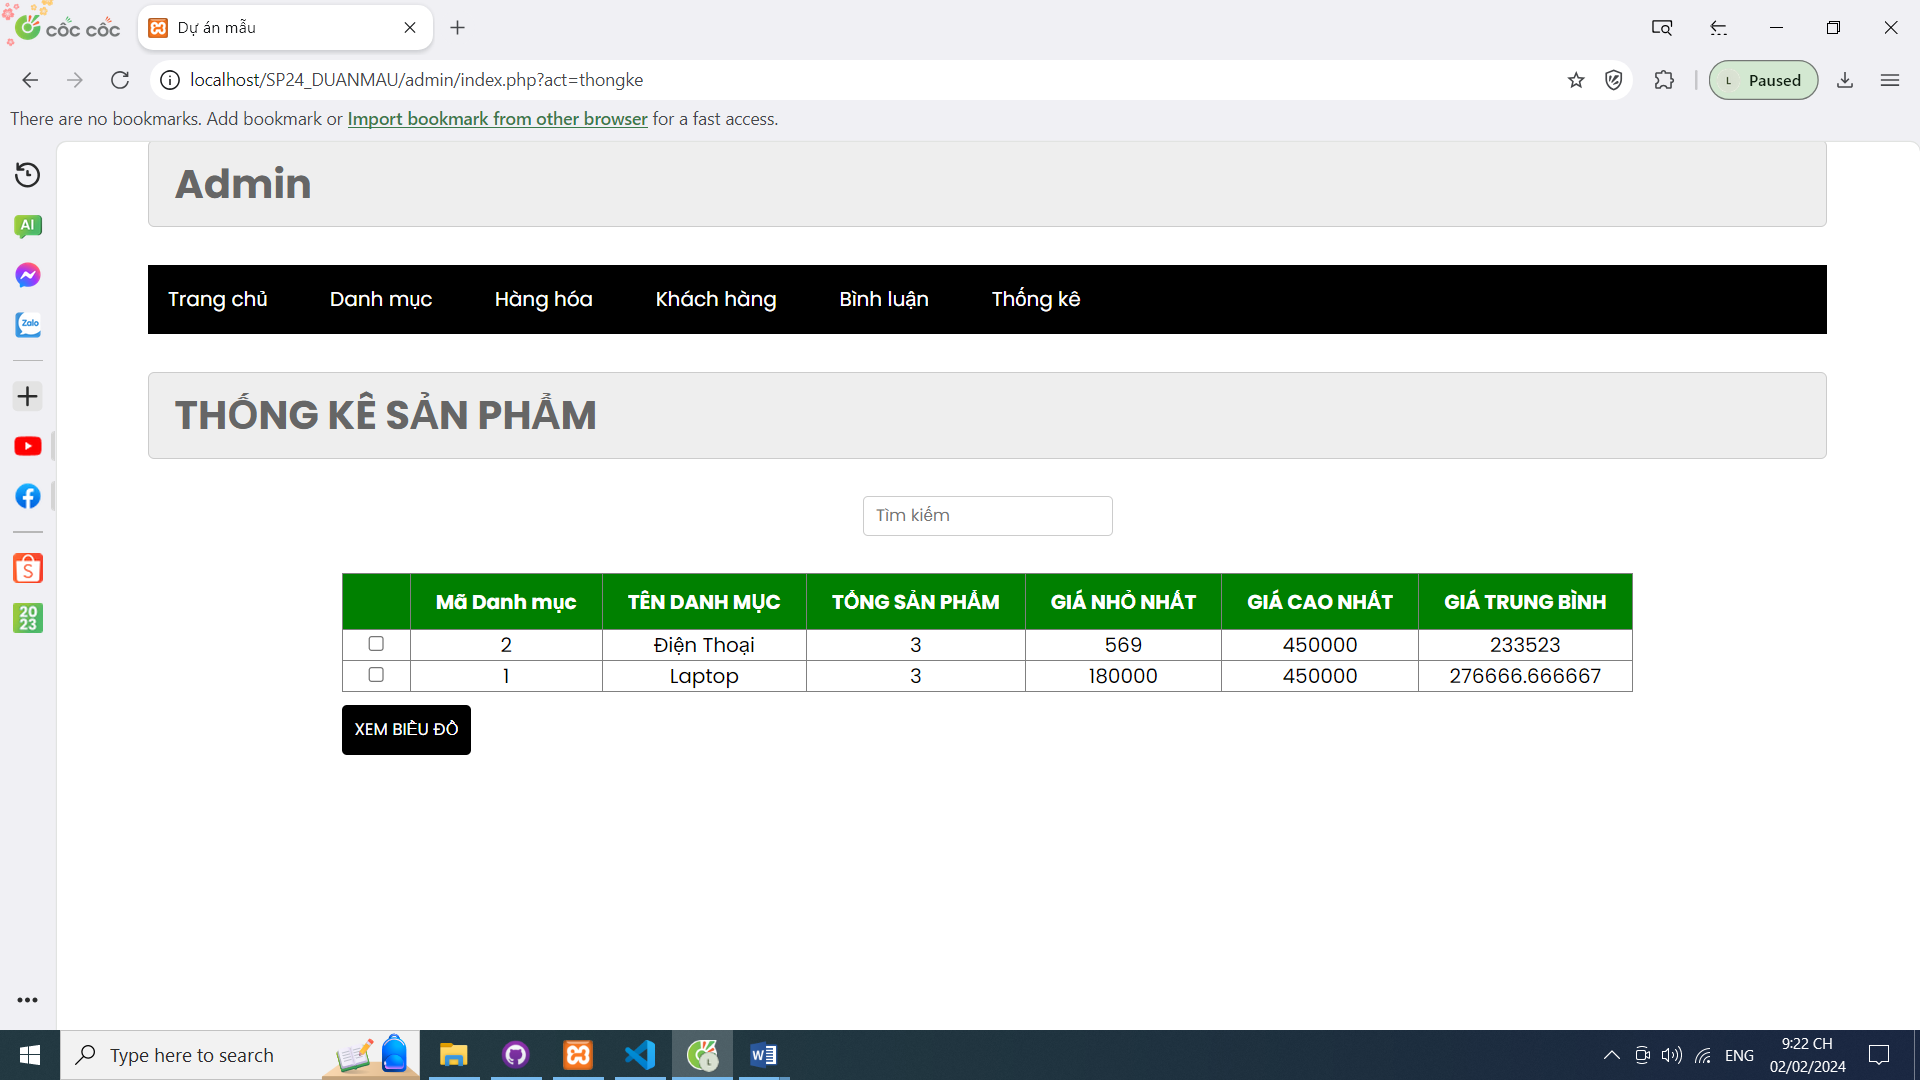 cốc cốc
Dự án mẫu
localhost/SP24_DUANMAU/admin/index.php?act=thongke
L
Paused
There are no bookmarks. Add bookmark or Import bookmark from other browser for a fast access.
AI
Zalo
20
23
Admin
Trang chủ Danh mục Hàng hóa Khách hàng Bình luận Thống kê
THỐNG KÊ SẢN PHẨM
Tìm kiếm
Mã Danh mục TÊN DANH MỤC TỔNG SẢN PHẨM GIÁ NHỎ NHẤT GIÁ CAO NHẤT GIÁ TRUNG BÌNH
2 Điện Thoại 3 569 450000 233523
1 Laptop 3 180000 450000 276666.666667
XEM BIỂU ĐỒ
Type here to search
L
W
ENG
9:22 CH
02/02/2024